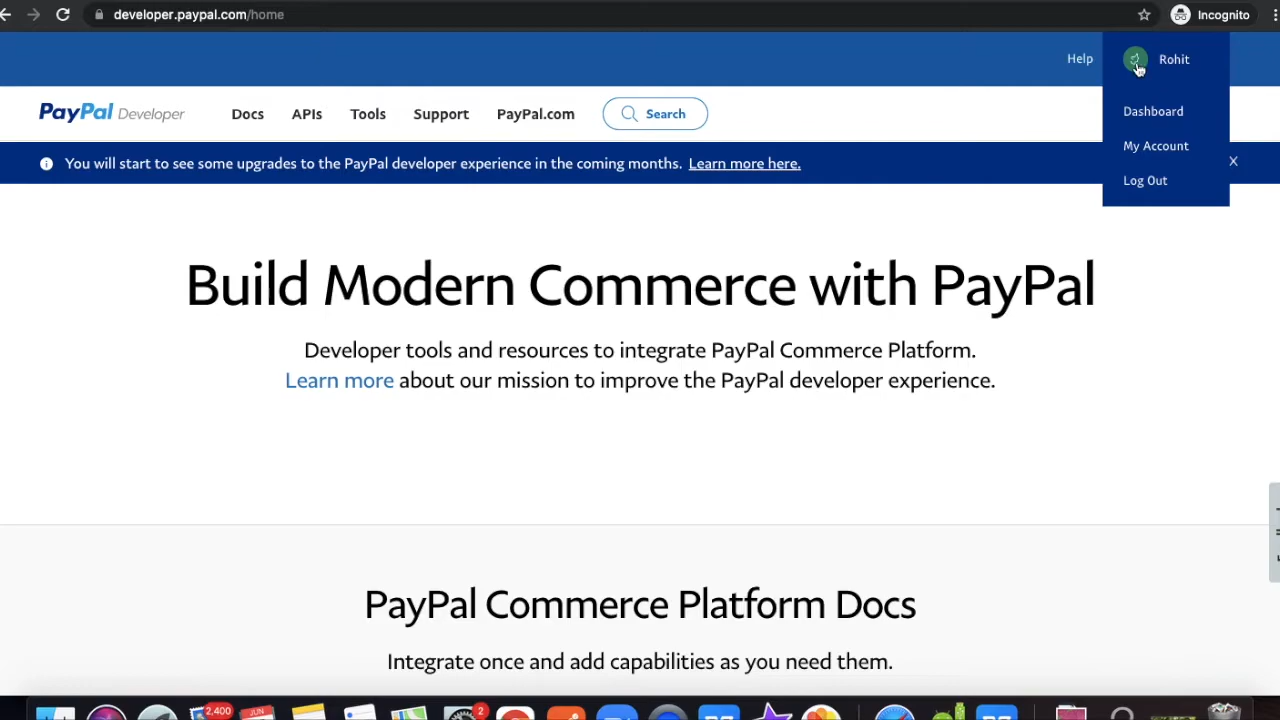 developer.paypal.com/home
Incognito
Help
Rohit
Dashboard
My Account
Log Out
PayPal Developer
Docs
APIs
Tools
Support
PayPal.com
Search
You will start to see some upgrades to the PayPal developer experience in the coming months. Learn more here.
X
Build Modern Commerce with PayPal
Developer tools and resources to integrate PayPal Commerce Platform.
Learn more about our mission to improve the PayPal developer experience.
PayPal Commerce Platform Docs
Integrate once and add capabilities as you need them.
2,400
JUN
2